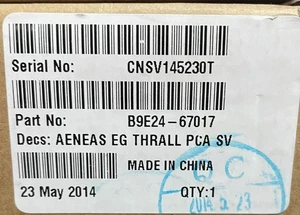 Serial No: CNSV145230T
Part No: B9E24-67017
Decs: AENEAS EG THRALL PCA SV
MADE IN CHINA
23 May 2014 QTY:1